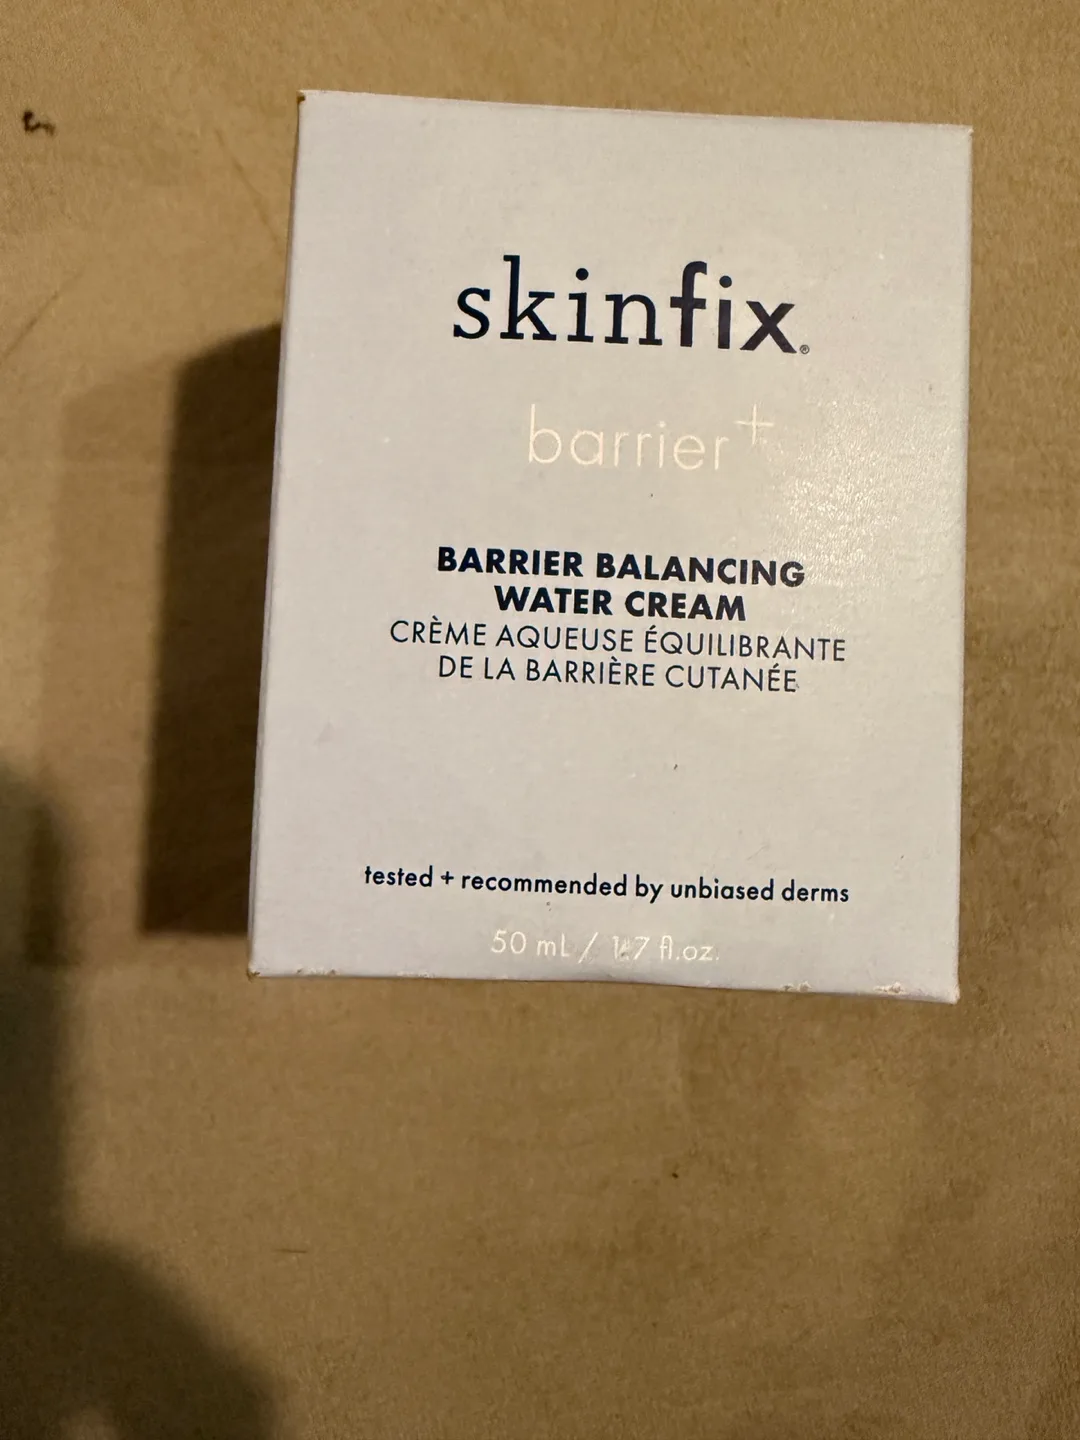 skinfix®
barrier+
BARRIER BALANCING
WATER CREAM
CRÈME AQUEUSE ÉQUILIBRANTE
DE LA BARRIÈRE CUTANÉE
tested + recommended by unbiased derms
50 mL / 1.7 fl.oz.